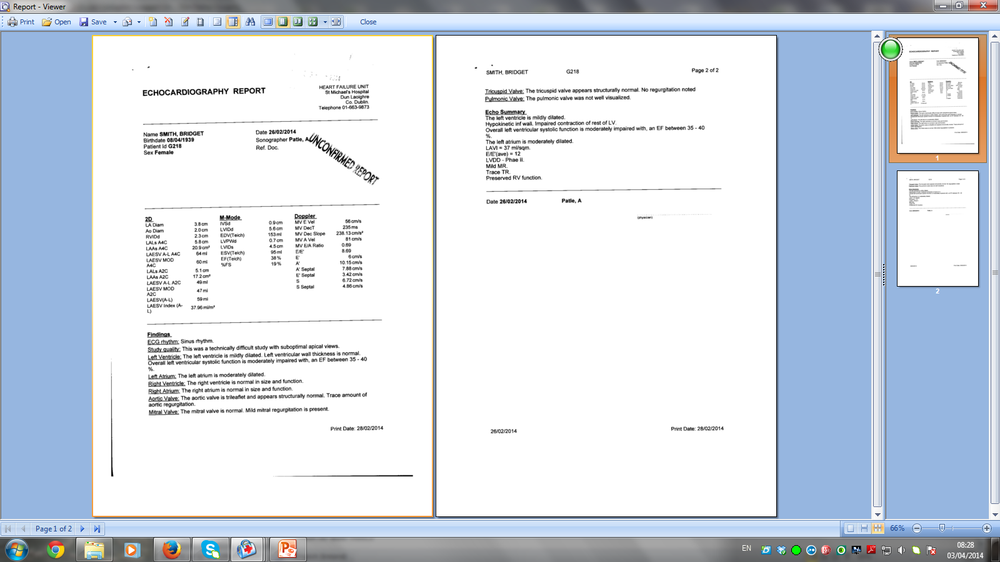 Report - Viewer
Print Open Save Close
ECHOCARDIOGRAPHY REPORT
HEART FAILURE UNIT
St Michael's Hospital
Dun Laoighre
Co. Dublin.
Telephone 01-663-9873
Name SMITH, BRIDGET
Birthdate 08/04/1939
Patient Id G218
Sex Female
Date 26/02/2014
Sonographer Patle, A
Ref. Doc.
UNCONFIRMED REPORT
2D
LA Diam 3.8 cm
Ao Diam 2.0 cm
RVIDd 2.3 cm
LALs A4C 5.8 cm
LAAs A4C 20.9 cm²
LAESV A-L A4C 64 ml
LAESV MOD
A4C 60 ml
LALs A2C 5.1 cm
LAAs A2C 17.2 cm²
LAESV A-L A2C 49 ml
LAESV MOD
A2C 47 ml
LAESV(A-L) 59 ml
LAESV Index (A-
L) 37.96 ml/m²
M-Mode
IVSd 0.9 cm
LVIDd 5.6 cm
EDV(Teich) 153 ml
LVPWd 0.7 cm
LVIDs 4.5 cm
ESV(Teich) 95 ml
EF(Teich) 38 %
%FS 19 %
Doppler
MV E Vel 56 cm/s
MV DecT 235 ms
MV Dec Slope 238.13 cm/s²
MV A Vel 81 cm/s
MV E/A Ratio 0.69
E/E' 8.69
E' 6 cm/s
A' 10.15 cm/s
A' Septal 7.88 cm/s
E' Septal 3.42 cm/s
S 6.72 cm/s
S Septal 4.86 cm/s
Findings
ECG rhythm: Sinus rhythm.
Study quality: This was a technically difficult study with suboptimal apical views.
Left Ventricle: The left ventricle is mildly dilated. Left ventricular wall thickness is normal.
Overall left ventricular systolic function is moderately impaired with, an EF between 35 - 40
%.
Left Atrium: The left atrium is moderately dilated.
Right Ventricle: The right ventricle is normal in size and function.
Right Atrium: The right atrium is normal in size and function.
Aortic Valve: The aortic valve is trileaflet and appears structurally normal. Trace amount of
aortic regurgitation.
Mitral Valve: The mitral valve is normal. Mild mitral regurgitation is present.
Print Date: 28/02/2014
SMITH, BRIDGET G218 Page 2 of 2
Tricuspid Valve: The tricuspid valve appears structurally normal. No regurgitation noted
Pulmonic Valve: The pulmonic valve was not well visualized.
Echo Summary
The left ventricle is mildly dilated.
Hypokinetic inf wall. Impaired contraction of rest of LV.
Overall left ventricular systolic function is moderately impaired with, an EF between 35 - 40
%.
The left atrium is moderately dilated.
LAVI = 37 ml/sqm.
E/E'(ave) = 12
LVDD - Phae II.
Mild MR.
Trace TR.
Preserved RV function.
Date 26/02/2014 Patle, A
(physician)
26/02/2014 Print Date: 28/02/2014
1
2
Page 1 of 2
66%
EN
08:28
03/04/2014